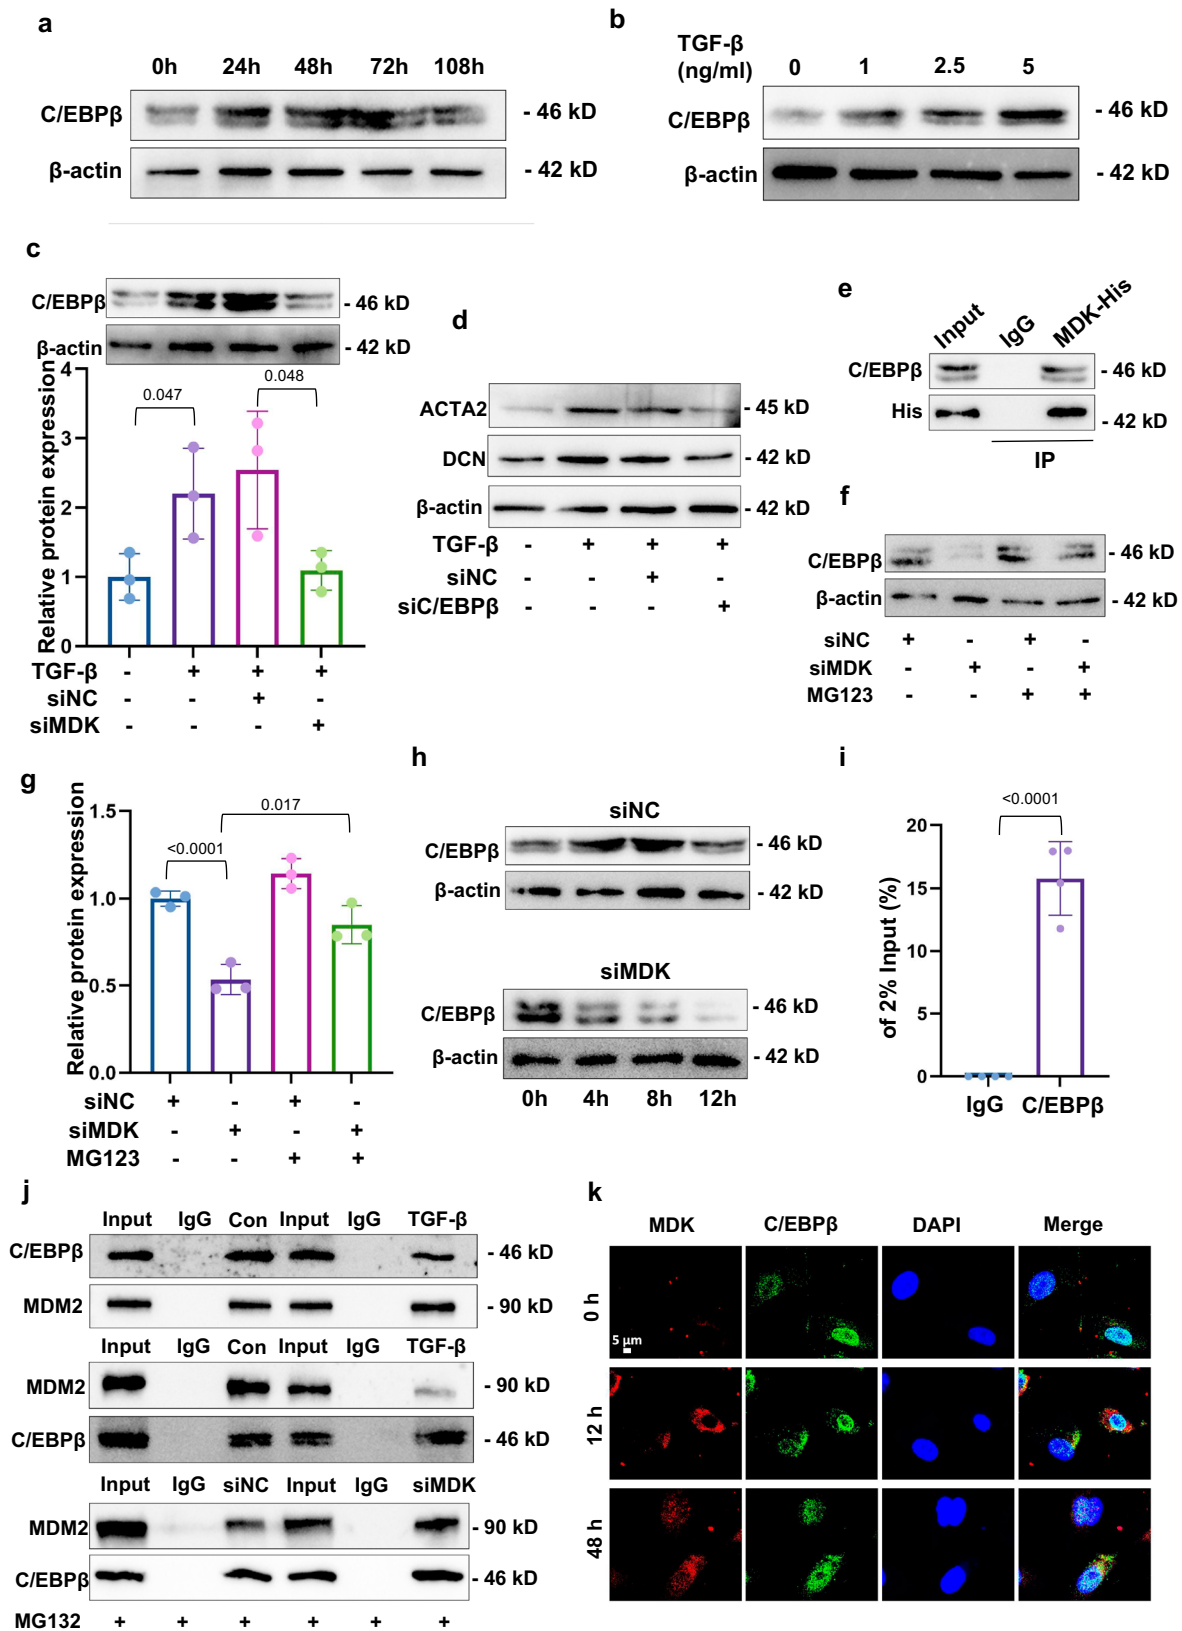 a
0h 24h 48h 72h 108h
C/EBPβ - 46 kD
β-actin - 42 kD
b
TGF-β
(ng/ml) 0 1 2.5 5
C/EBPβ - 46 kD
β-actin - 42 kD
c
C/EBPβ - 46 kD
β-actin - 42 kD
Relative protein expression
4
3
2
1
0
0.047
0.048
TGF-β - + + +
siNC - - + -
siMDK - - - +
d
ACTA2 - 45 kD
DCN - 42 kD
β-actin - 42 kD
TGF-β - + + +
siNC - - + -
siC/EBPβ - - - +
e
Input IgG MDK-His
C/EBPβ - 46 kD
His - 42 kD
IP
f
C/EBPβ - 46 kD
β-actin - 42 kD
siNC + - + -
siMDK - + - +
MG123 - - + +
g
Relative protein expression
1.5
1.0
0.5
0.0
<0.0001
0.017
siNC + - + -
siMDK - + - +
MG123 - - + +
h
siNC
C/EBPβ - 46 kD
β-actin - 42 kD
siMDK
C/EBPβ - 46 kD
β-actin - 42 kD
0h 4h 8h 12h
i
of 2% Input (%)
20
15
10
5
0
<0.0001
IgG C/EBPβ
j
Input IgG Con Input IgG TGF-β
C/EBPβ - 46 kD
MDM2 - 90 kD
Input IgG Con Input IgG TGF-β
MDM2 - 90 kD
C/EBPβ - 46 kD
Input IgG siNC Input IgG siMDK
MDM2 - 90 kD
C/EBPβ - 46 kD
MG132 + + + + + +
k
MDK C/EBPβ DAPI Merge
0 h
5 μm
12 h
48 h